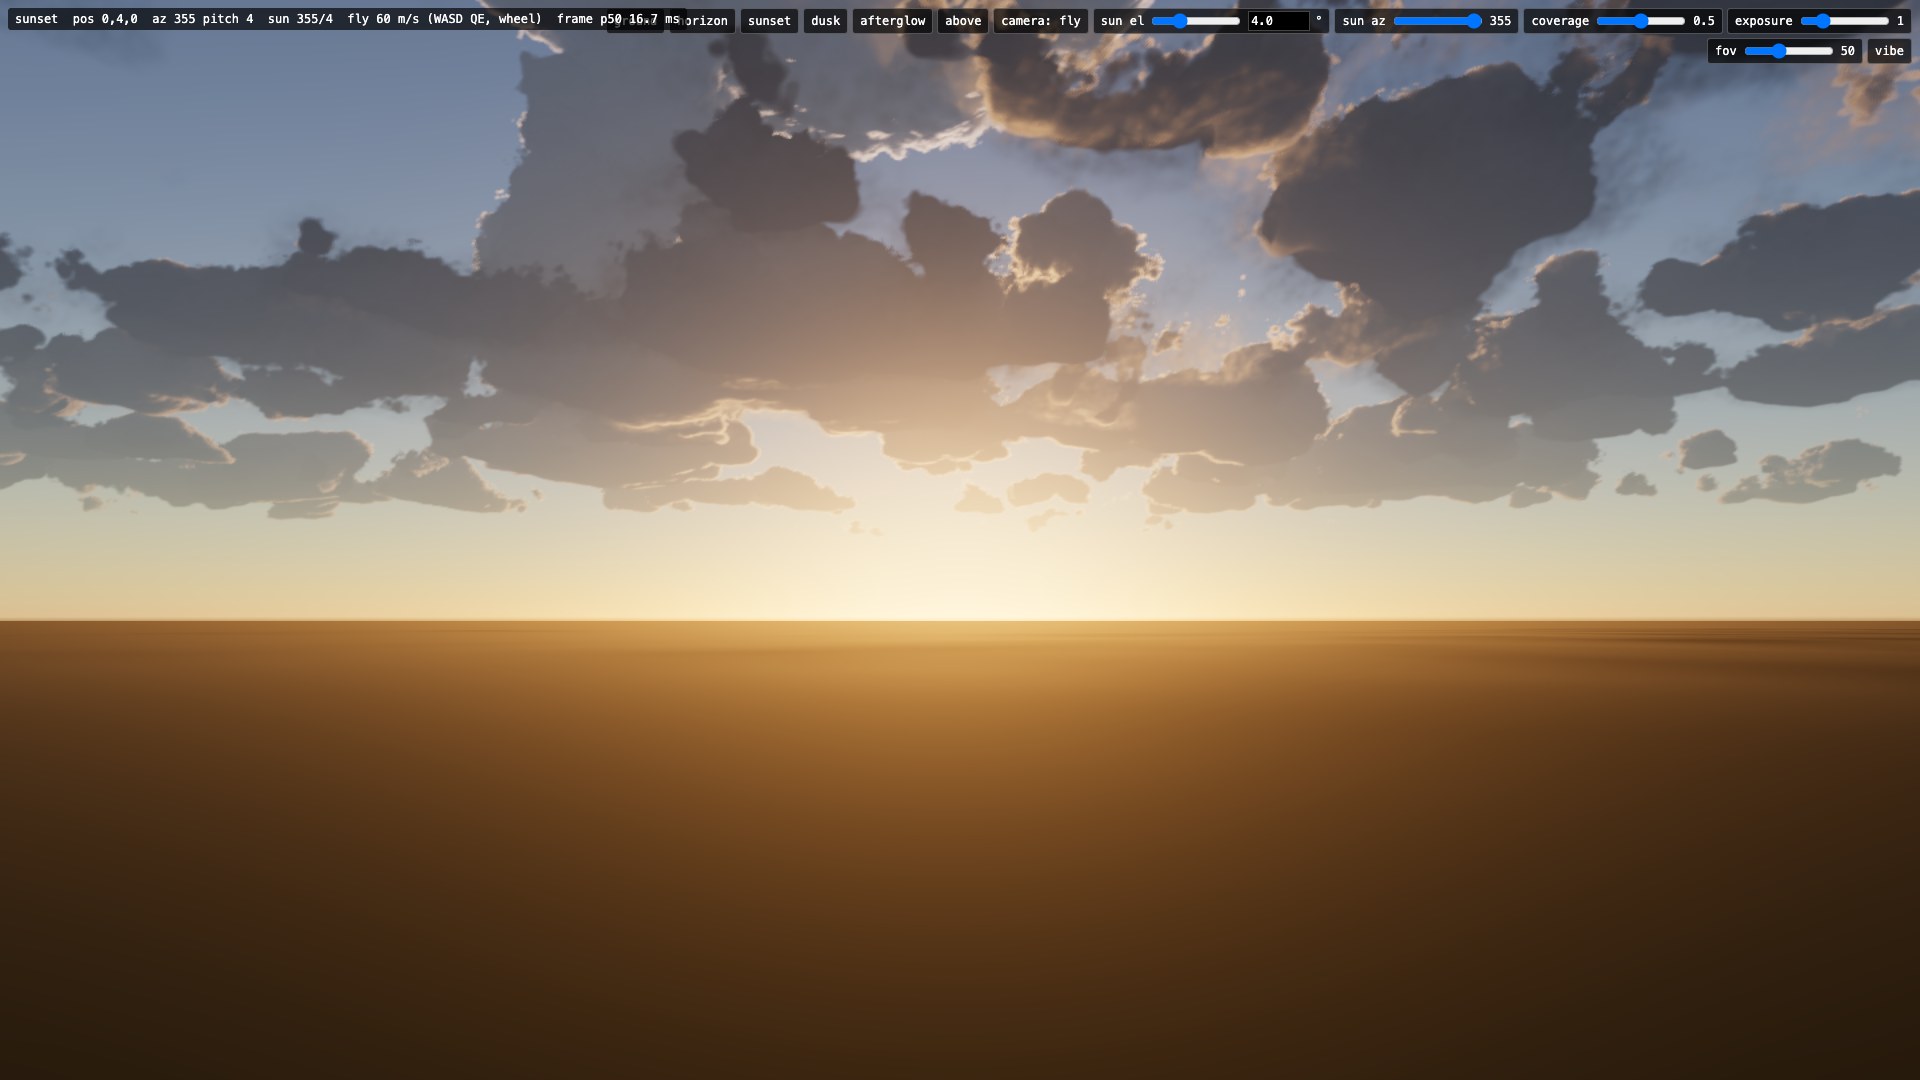 sunset pos 0,4,0 az 355 pitch 4 sun 355/4 fly 60 m/s (WASD QE, wheel) frame p50 16.7 ms horizon sunset dusk afterglow above camera: fly sun el 4.0 ° sun az 355 coverage 0.5 exposure 1
fov 50 vibe